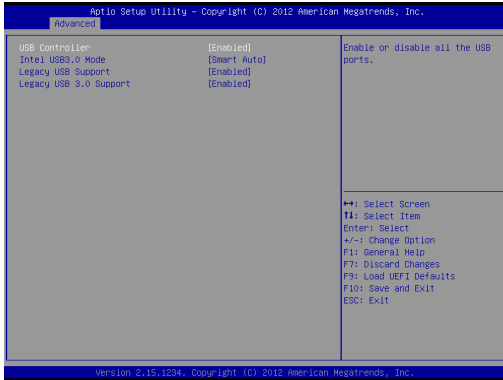 Aptio Setup Utility – Copyright (C) 2012 American Megatrends, Inc.
Advanced
USB Controller [Enabled]
Intel USB3.0 Mode [Smart Auto]
Legacy USB Support [Enabled]
Legacy USB 3.0 Support [Enabled]
Enable or disable all the USB
ports.
↔: Select Screen
↑↓: Select Item
Enter: Select
+/-: Change Option
F1: General Help
F7: Discard Changes
F9: Load UEFI Defaults
F10: Save and Exit
ESC: Exit
Version 2.15.1234. Copyright (C) 2012 American Megatrends, Inc.